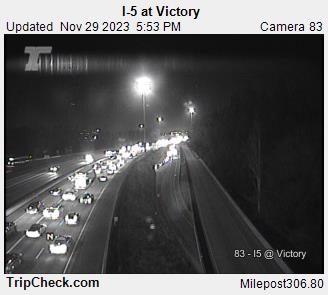 I-5 at Victory
Updated Nov 29 2023 5:53 PM Camera 83
T
N
83 - I5 @ Victory
TripCheck.com Milepost306.80